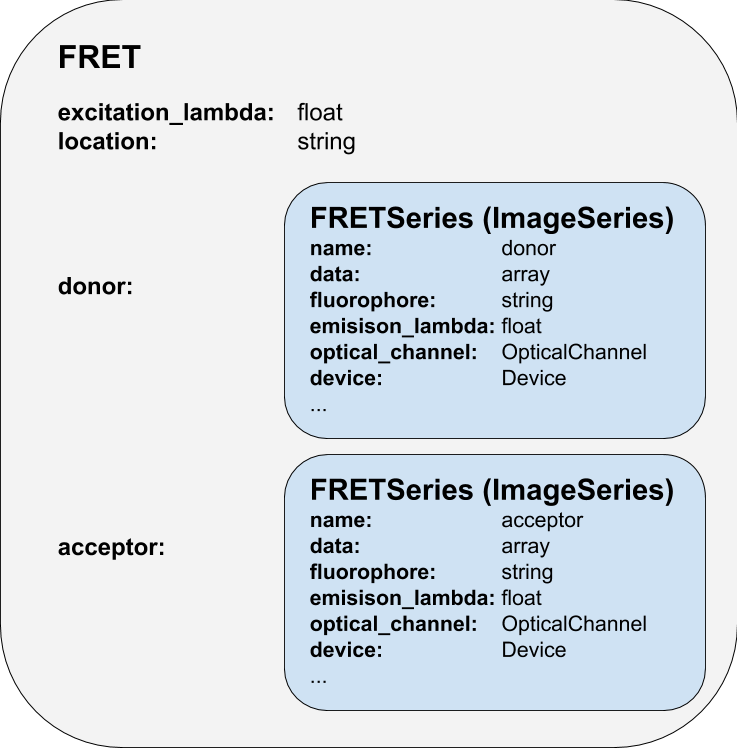 FRET
excitation_lambda: float
location: string
donor:
FRETSeries (ImageSeries)
name: donor
data: array
fluorophore: string
emisison_lambda: float
optical_channel: OpticalChannel
device: Device
...
acceptor:
FRETSeries (ImageSeries)
name: acceptor
data: array
fluorophore: string
emisison_lambda: float
optical_channel: OpticalChannel
device: Device
...